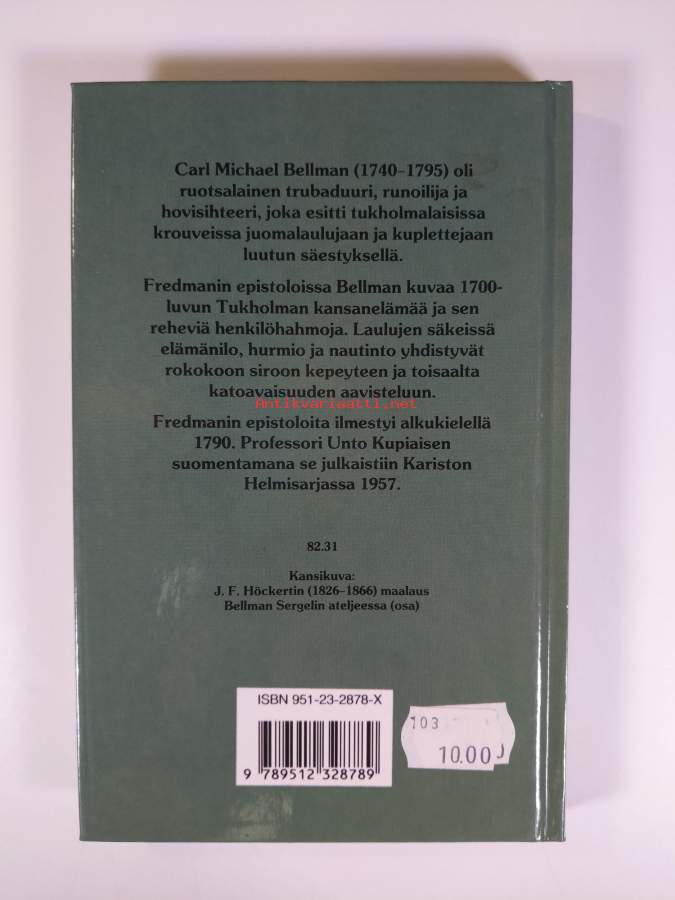 Carl Michael Bellman (1740–1795) oli
ruotsalainen trubaduuri, runoilija ja
hovisihteeri, joka esitti tukholmalaisissa
krouveissa juomalaulujaan ja kuplettejaan
luutun säestyksellä.
Fredmanin epistoloissa Bellman kuvaa 1700-
luvun Tukholman kansanelämää ja sen
reheviä henkilöhahmoja. Laulujen säkeissä
elämänilo, hurmio ja nautinto yhdistyvät
rokokoon siroon kepeyteen ja toisaalta
katoavaisuuden aavisteluun.
Antikvariaatti.net
Fredmanin epistoloita ilmestyi alkukielellä
1790. Professori Unto Kupiaisen
suomentamana se julkaistiin Kariston
Helmisarjassa 1957.
82.31
Kansikuva:
J. F. Höckertin (1826–1866) maalaus
Bellman Sergelin ateljeessa (osa)
ISBN 951-23-2878-X
9 789512 328789
103
10.00